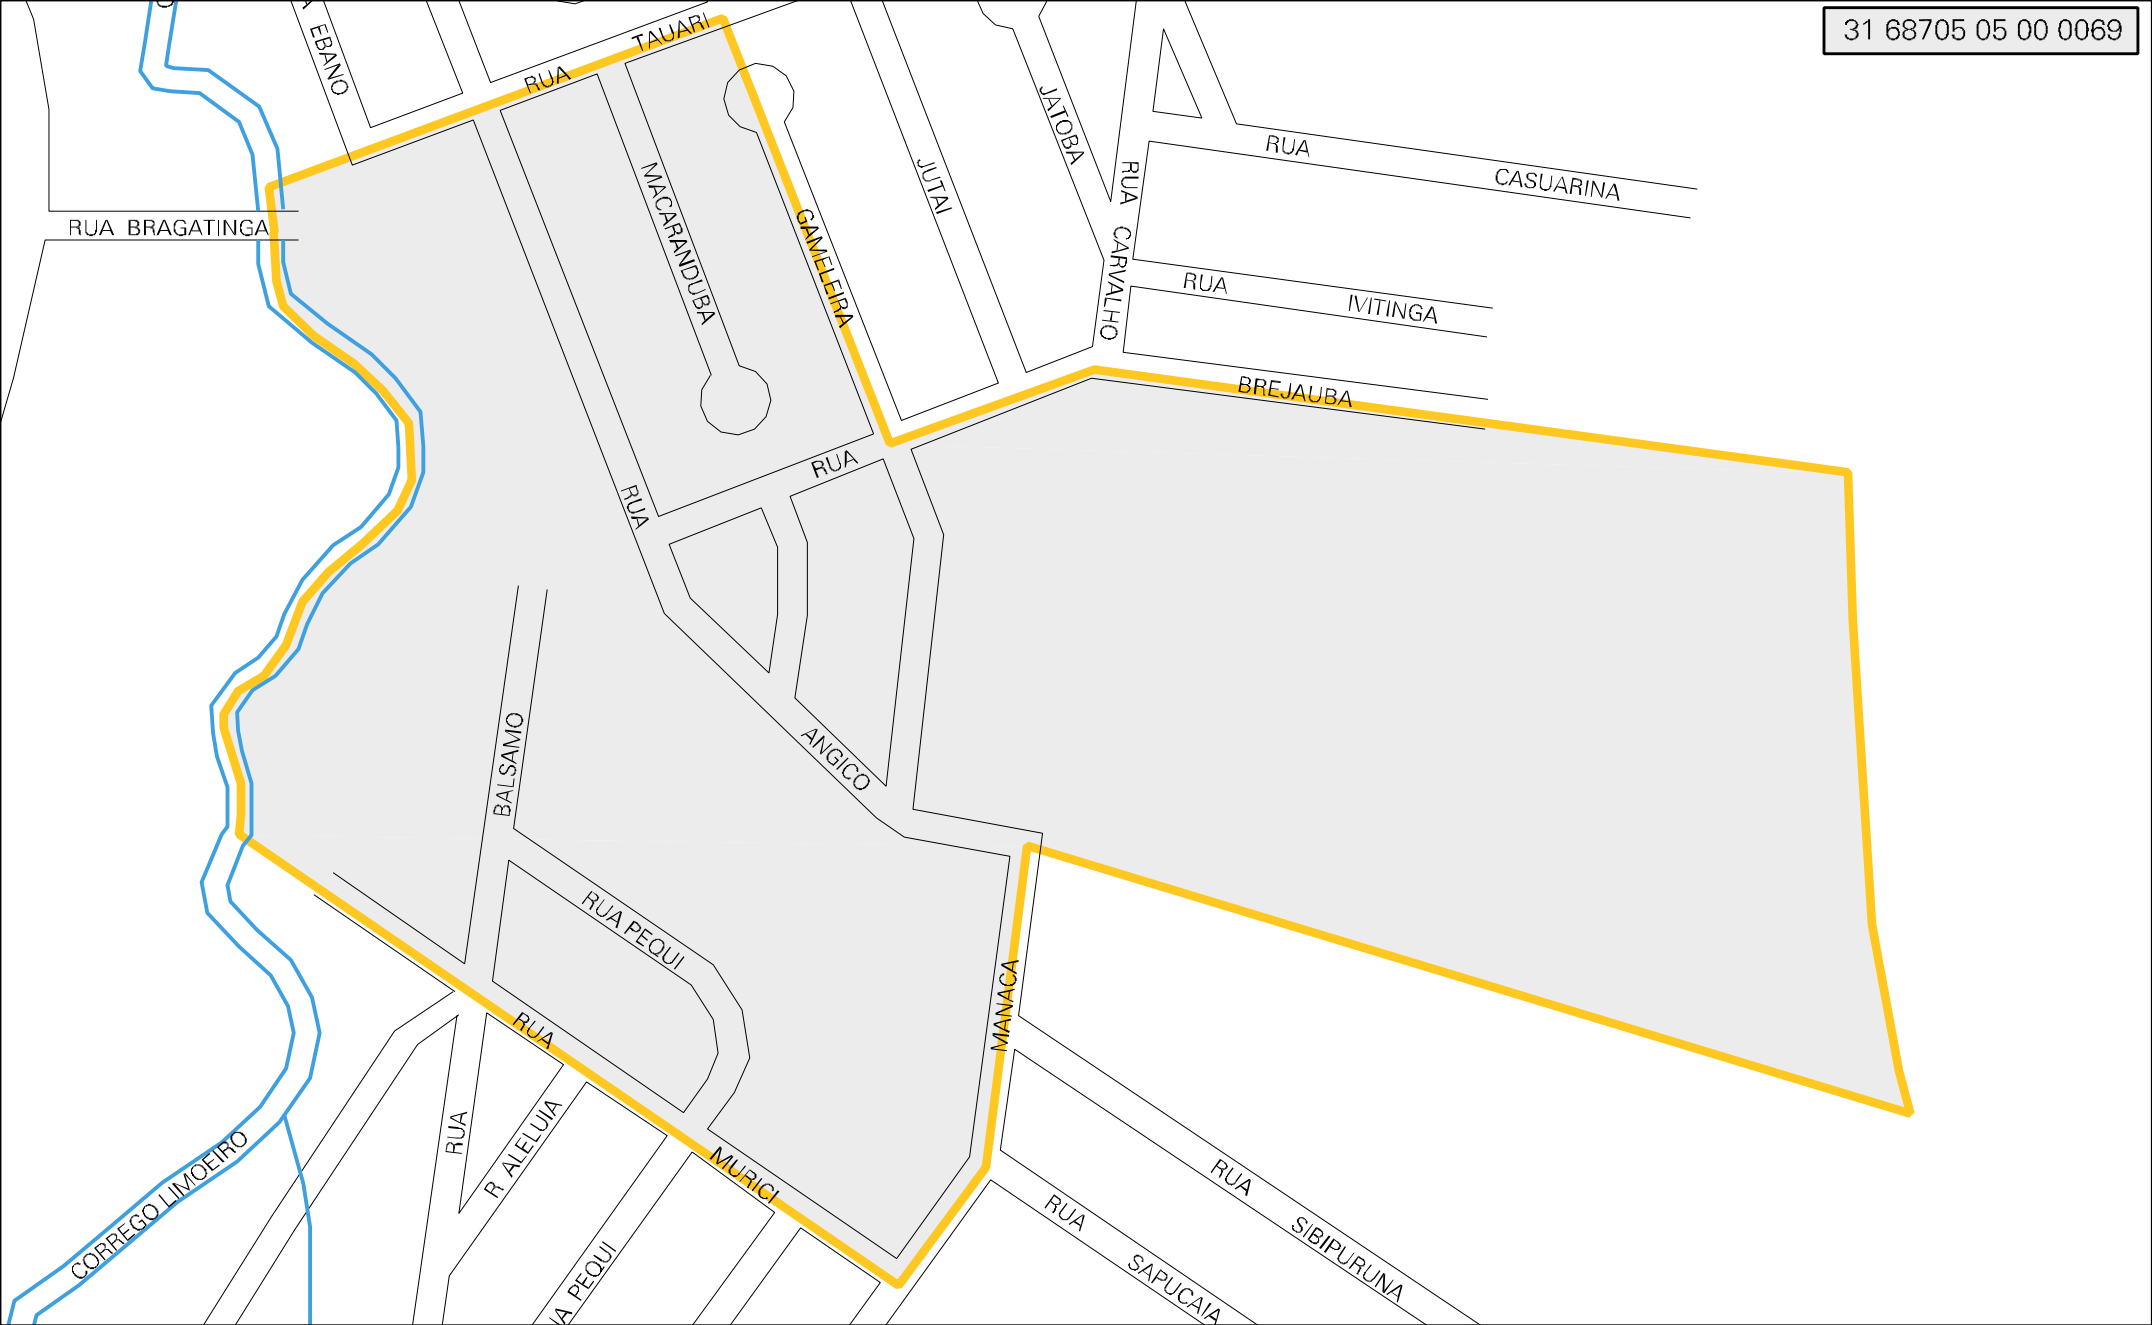 31 68705 05 00 0069
EBANO
RUA TAUARI
JATOBA
RUA CASUARINA
JUTAI
MACARANDUBA
RUA CARVALHO
RUA BRAGATINGA
GAMELEIRA
RUA IVITINGA
BREJAUBA
RUA
RUA
ANGICO
BALSAMO
RUA PEQUI
MANACA
RUA
MURICI
RUA
R ALELUIA
CORREGO LIMOEIRO
RUA SIBIPURUNA
RUA SAPUCAIA
PEQUI